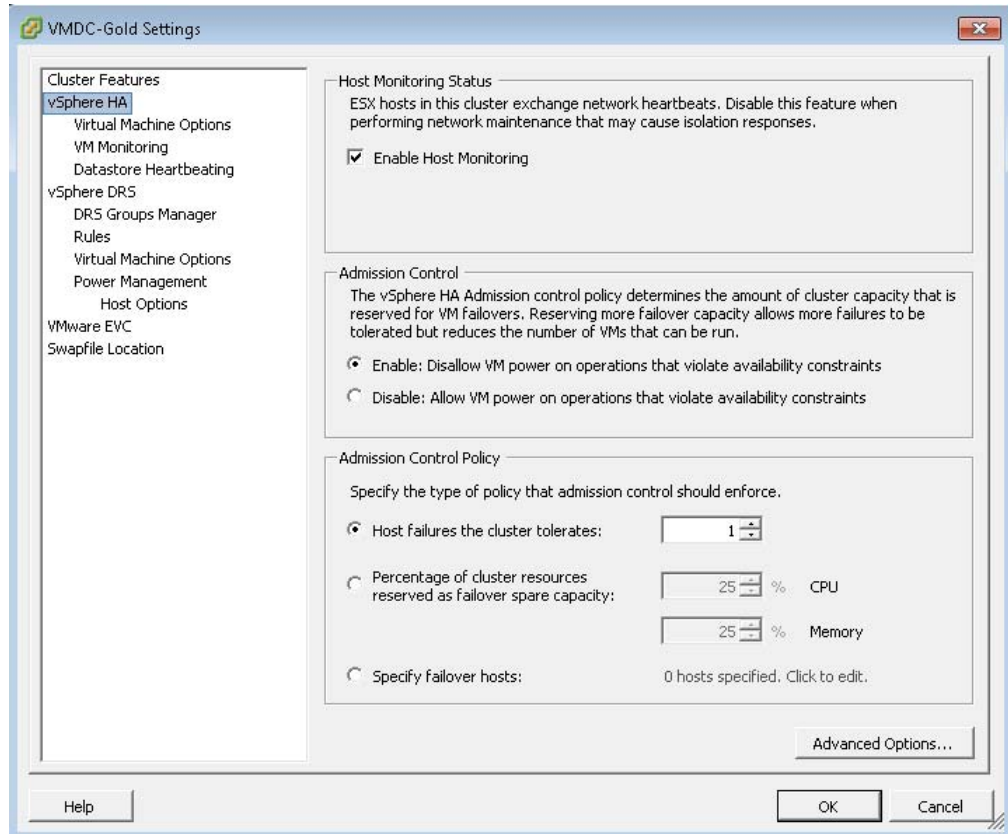 VMDC-Gold Settings
Cluster Features
vSphere HA
Virtual Machine Options
VM Monitoring
Datastore Heartbeating
vSphere DRS
DRS Groups Manager
Rules
Virtual Machine Options
Power Management
Host Options
VMware EVC
Swapfile Location
Host Monitoring Status
ESX hosts in this cluster exchange network heartbeats. Disable this feature when
performing network maintenance that may cause isolation responses.
Enable Host Monitoring
Admission Control
The vSphere HA Admission control policy determines the amount of cluster capacity that is
reserved for VM failovers. Reserving more failover capacity allows more failures to be
tolerated but reduces the number of VMs that can be run.
Enable: Disallow VM power on operations that violate availability constraints
Disable: Allow VM power on operations that violate availability constraints
Admission Control Policy
Specify the type of policy that admission control should enforce.
Host failures the cluster tolerates: 1
Percentage of cluster resources
reserved as failover spare capacity: 25 % CPU
25 % Memory
Specify failover hosts: 0 hosts specified. Click to edit.
Advanced Options...
Help OK Cancel